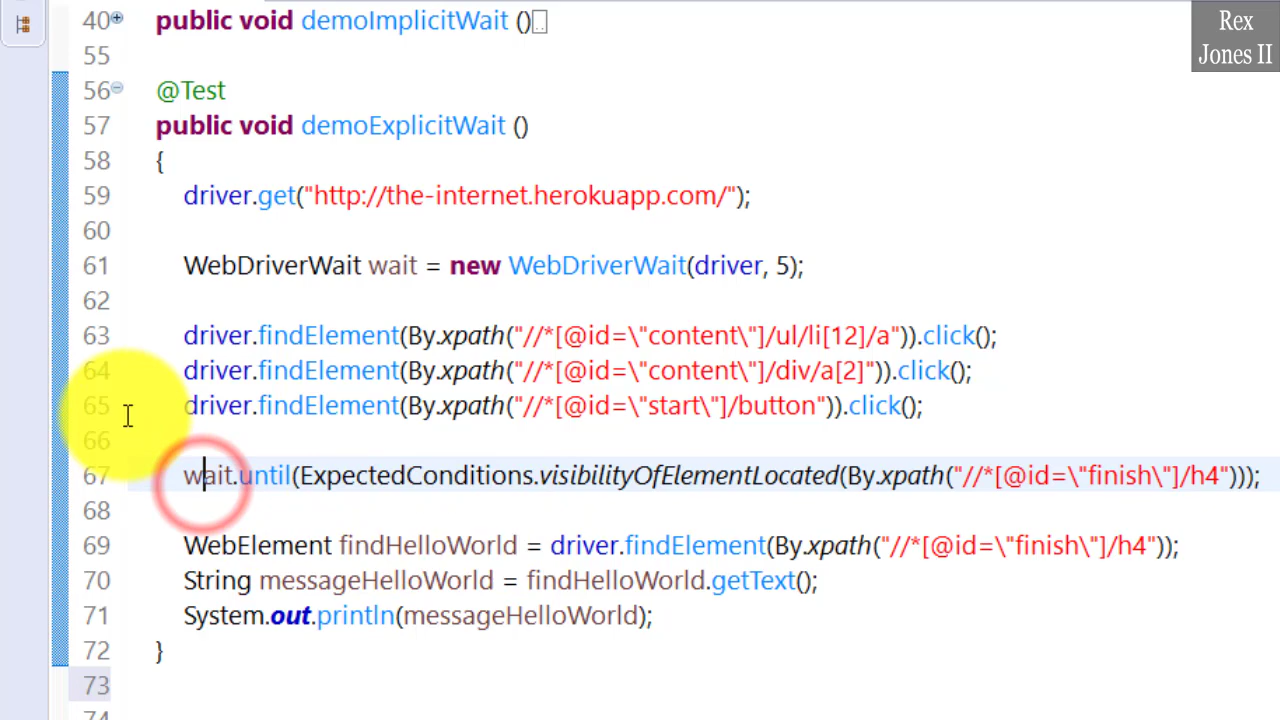 40 public void demoImplicitWait ()
Rex
Jones II
55
56 @Test
57 public void demoExplicitWait ()
58 {
59 driver.get("http://the-internet.herokuapp.com/");
60
61 WebDriverWait wait = new WebDriverWait(driver, 5);
62
63 driver.findElement(By.xpath("//*[@id=\"content\"]/ul/li[12]/a")).click();
64 driver.findElement(By.xpath("//*[@id=\"content\"]/div/a[2]")).click();
65 driver.findElement(By.xpath("//*[@id=\"start\"]/button")).click();
66
67 wait.until(ExpectedConditions.visibilityOfElementLocated(By.xpath("//*[@id=\"finish\"]/h4")));
68
69 WebElement findHelloWorld = driver.findElement(By.xpath("//*[@id=\"finish\"]/h4"));
70 String messageHelloWorld = findHelloWorld.getText();
71 System.out.println(messageHelloWorld);
72 }
73
74